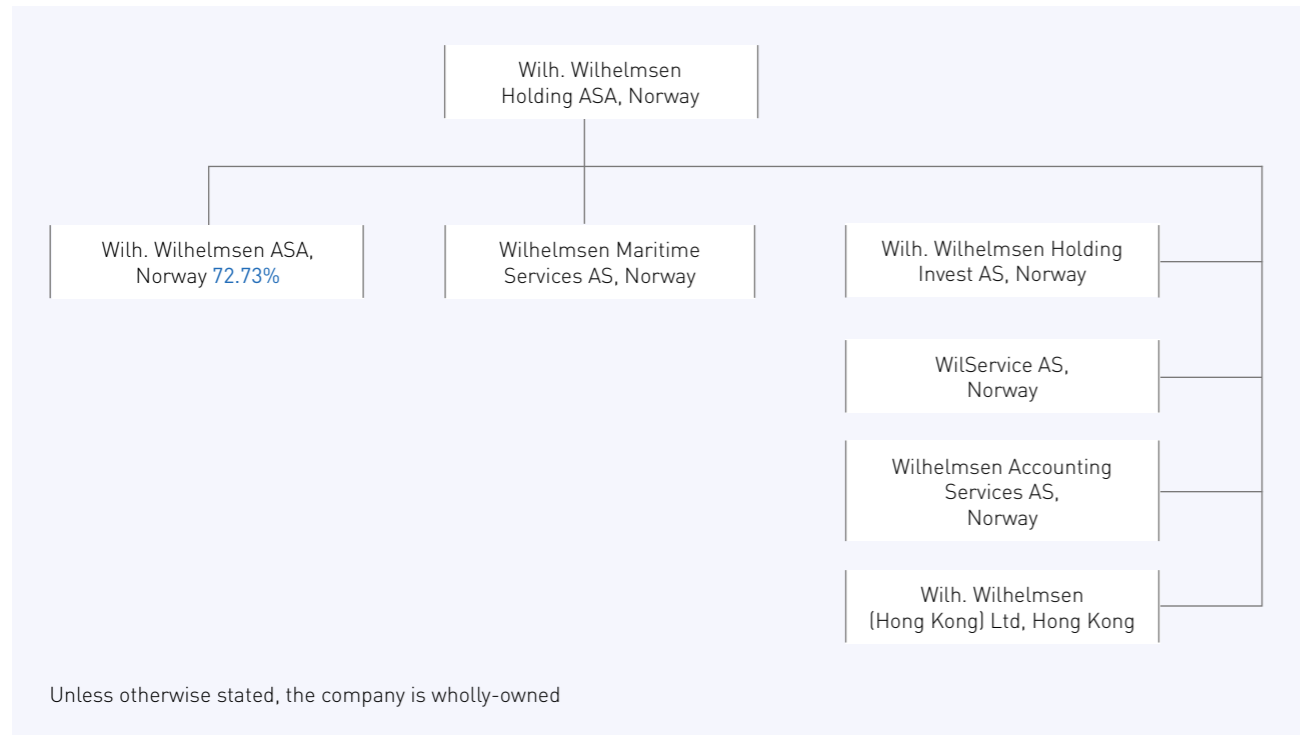 Wilh. Wilhelmsen
Holding ASA, Norway
Wilh. Wilhelmsen ASA,
Norway 72.73%
Wilhelmsen Maritime
Services AS, Norway
Wilh. Wilhelmsen Holding
Invest AS, Norway
WilService AS,
Norway
Wilhelmsen Accounting
Services AS,
Norway
Wilh. Wilhelmsen
(Hong Kong) Ltd, Hong Kong
Unless otherwise stated, the company is wholly-owned